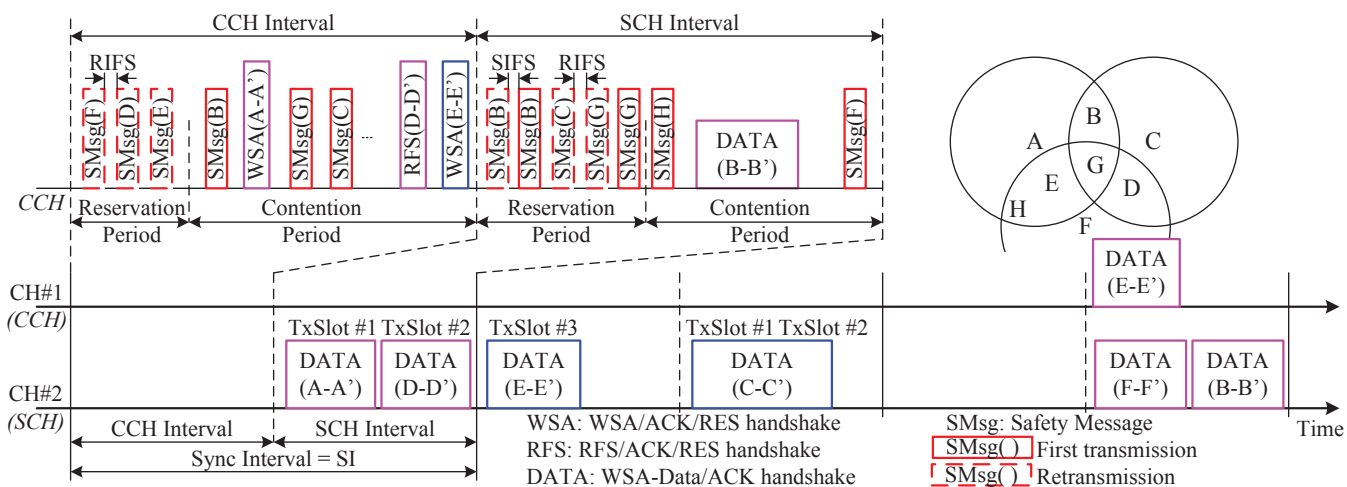 CCH Interval
SCH Interval
RIFS
SIFS
RIFS
SMsg(F)
SMsg(D)
SMsg(E)
SMsg(B)
WSA(A-A’)
SMsg(G)
SMsg(C)
...
RFS(D-D’)
WSA(E-E’)
SMsg(B)
SMsg(B)
SMsg(C)
SMsg(G)
SMsg(G)
SMsg(H)
DATA
(B-B’)
SMsg(F)
CCH
Reservation
Period
Contention
Period
Reservation
Period
Contention
Period
A
B
C
E
G
D
H
F
CH#1
(CCH)
DATA
(E-E’)
TxSlot #1
TxSlot #2
TxSlot #3
TxSlot #1
TxSlot #2
CH#2
(SCH)
DATA
(A-A’)
DATA
(D-D’)
DATA
(E-E’)
DATA
(C-C’)
DATA
(F-F’)
DATA
(B-B’)
Time
CCH Interval
SCH Interval
Sync Interval = SI
WSA: WSA/ACK/RES handshake
RFS: RFS/ACK/RES handshake
DATA: WSA-Data/ACK handshake
SMsg: Safety Message
SMsg( ) First transmission
SMsg( ) Retransmission